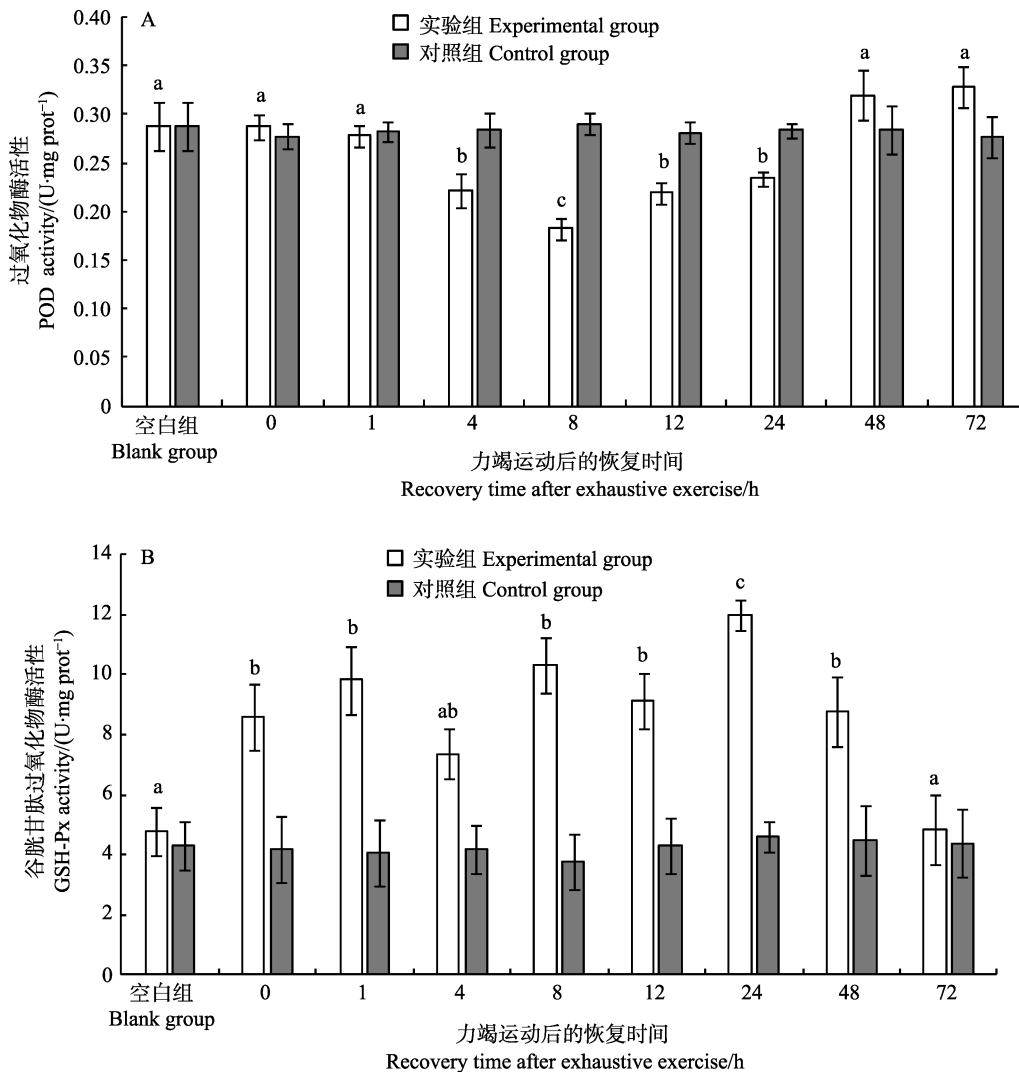 A
实验组 Experimental group
对照组 Control group
0.40
0.35
0.30
0.25
0.20
0.15
0.10
0.05
0
过氧化物酶活性
POD activity/(U·mg prot⁻¹)
a
a
a
b
c
b
b
a
a
空白组
Blank group
0
1
4
8
12
24
48
72
力竭运动后的恢复时间
Recovery time after exhaustive exercise/h
B
实验组 Experimental group
对照组 Control group
14
12
10
8
6
4
2
0
谷胱甘肽过氧化物酶活性
GSH-Px activity/(U·mg prot⁻¹)
a
b
b
ab
b
b
c
b
a
空白组
Blank group
0
1
4
8
12
24
48
72
力竭运动后的恢复时间
Recovery time after exhaustive exercise/h